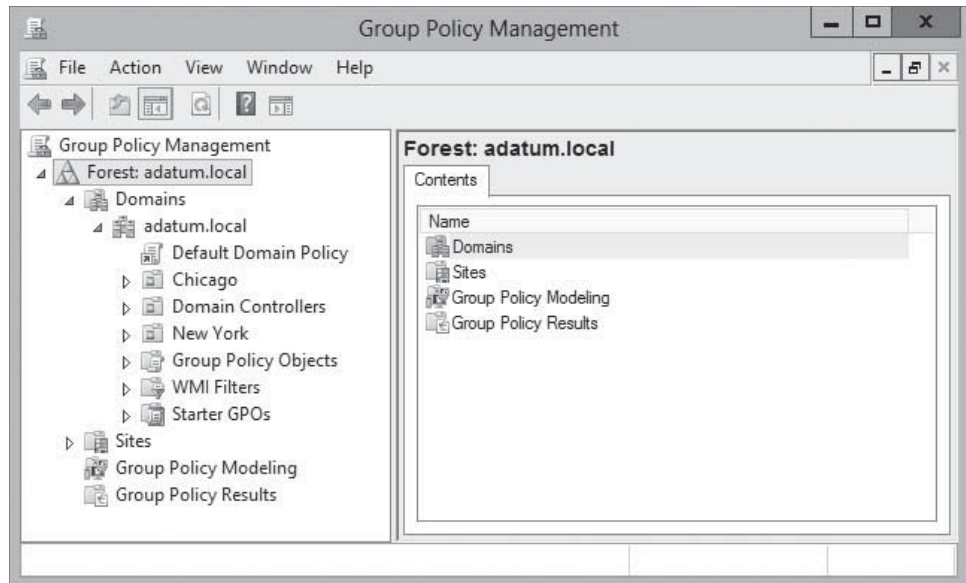 Group Policy Management
File Action View Window Help
Group Policy Management
Forest: adatum.local
Domains
adatum.local
Default Domain Policy
Chicago
Domain Controllers
New York
Group Policy Objects
WMI Filters
Starter GPOs
Sites
Group Policy Modeling
Group Policy Results
Forest: adatum.local
Contents
Name
Domains
Sites
Group Policy Modeling
Group Policy Results